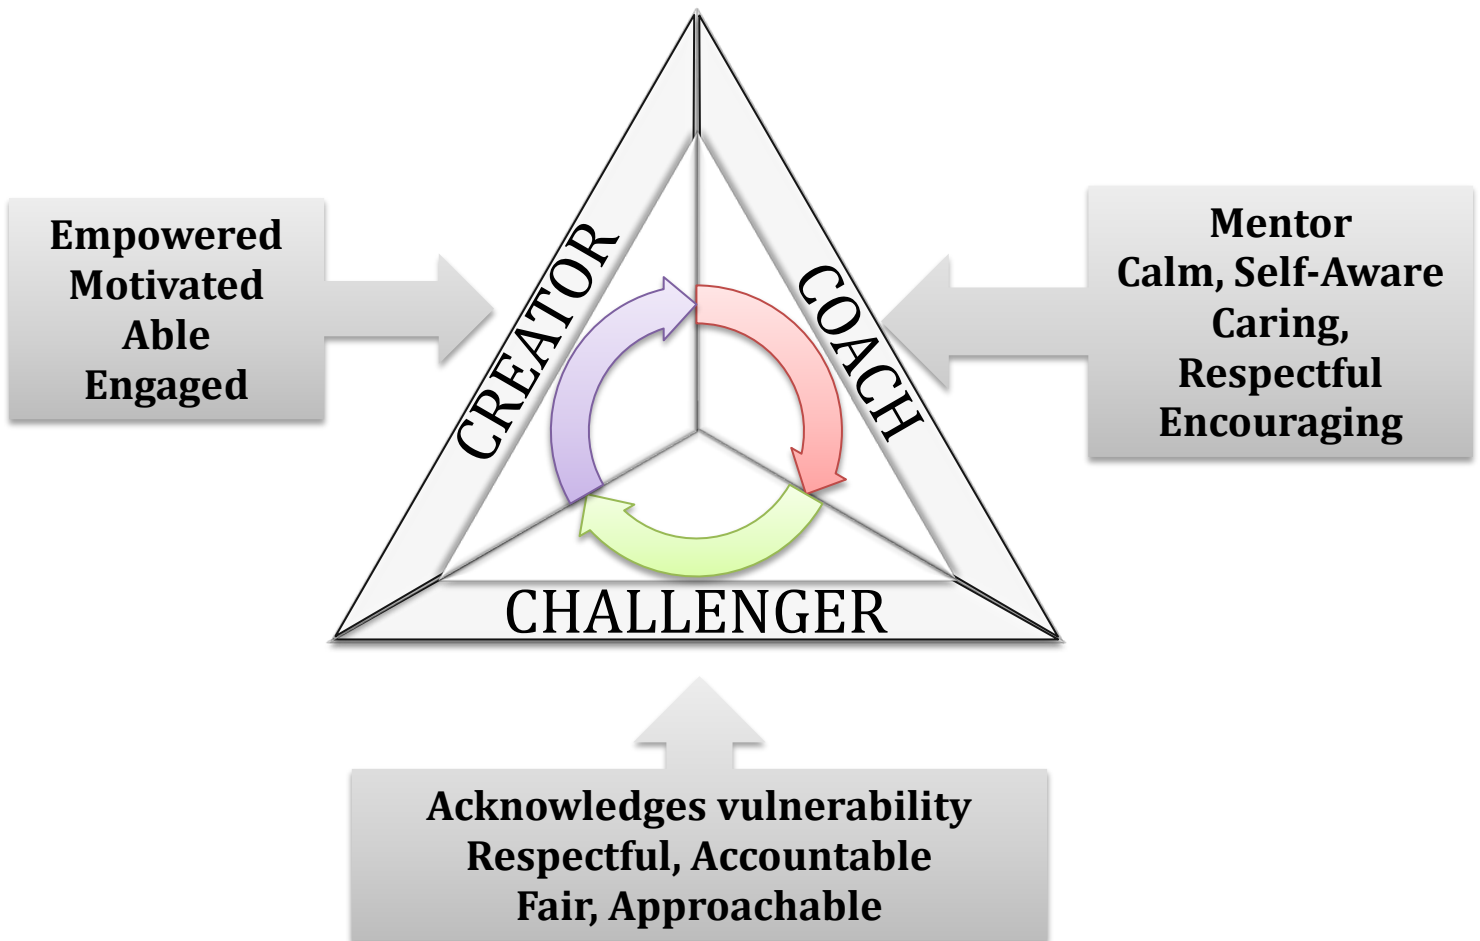 Empowered
Motivated
Able
Engaged
CREATOR
COACH
Mentor
Calm, Self-Aware
Caring,
Respectful
Encouraging
CHALLENGER
Acknowledges vulnerability
Respectful, Accountable
Fair, Approachable